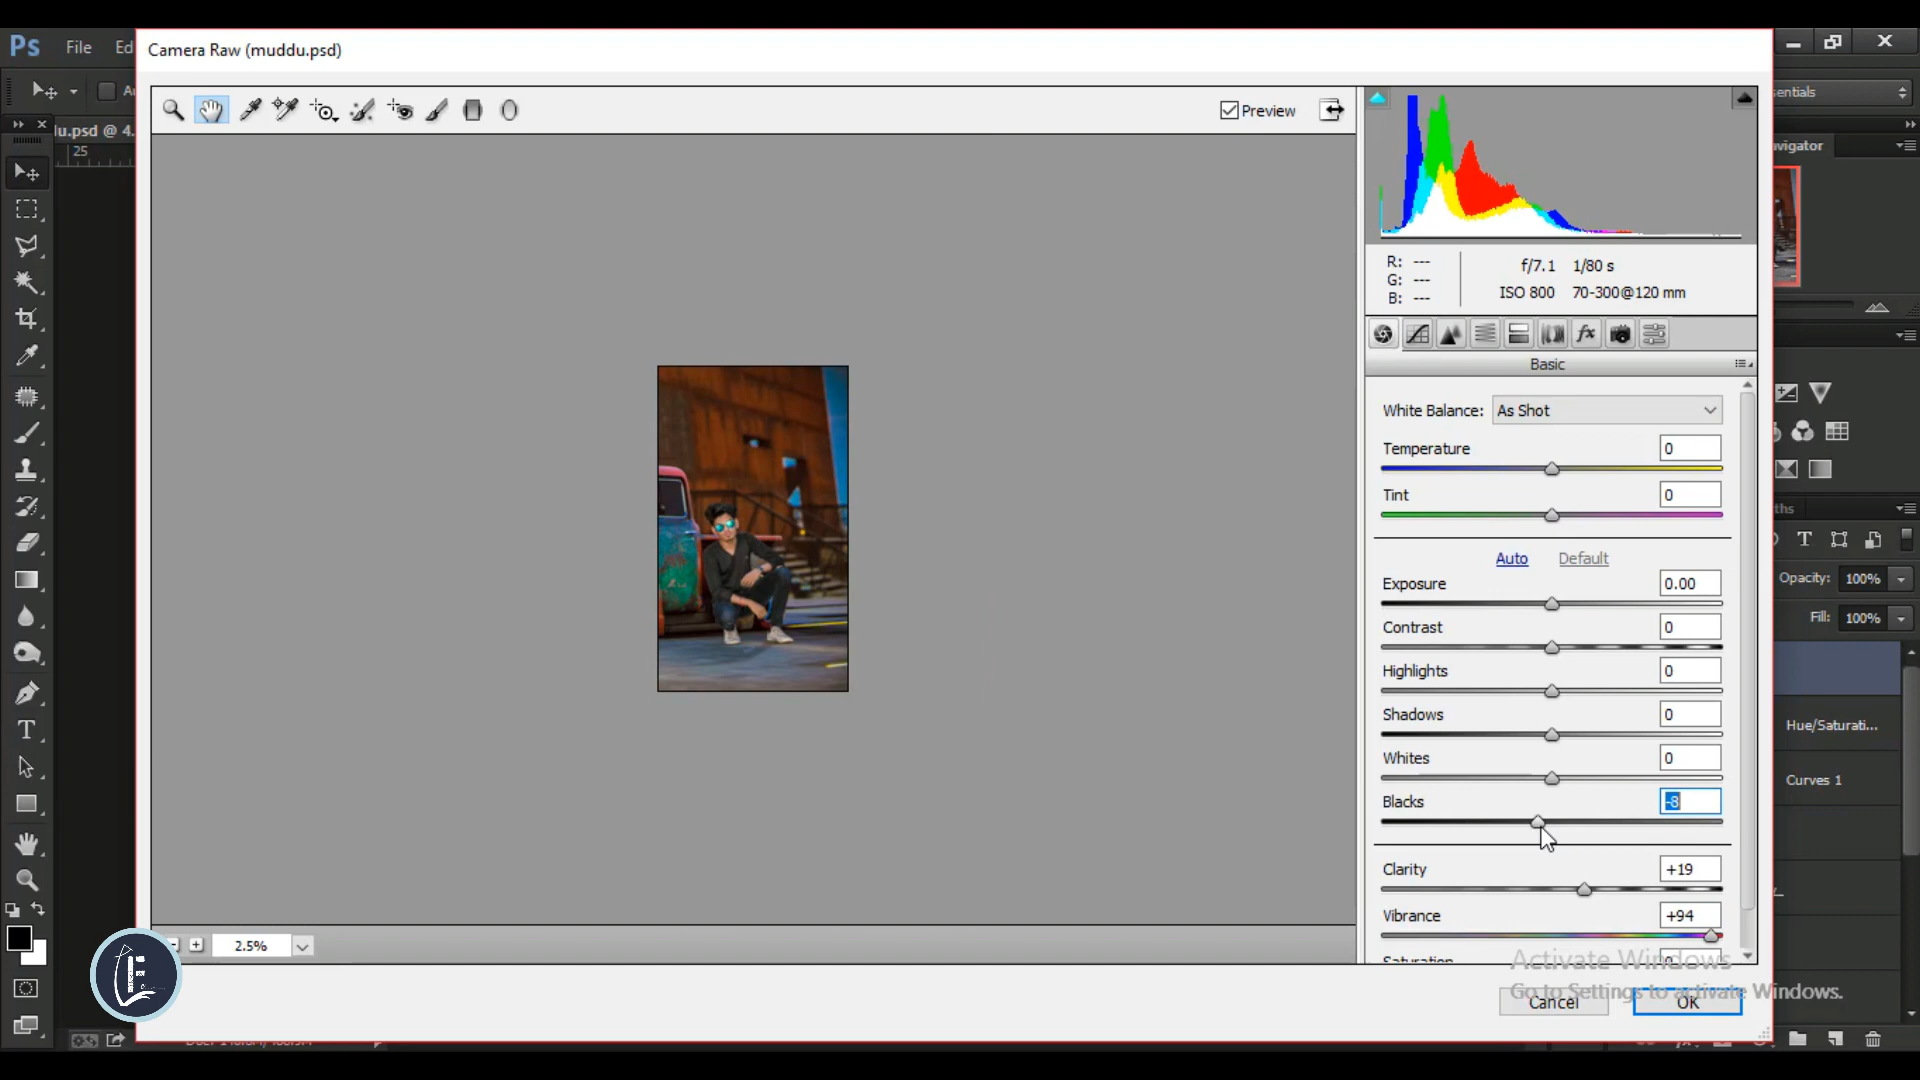 Ps File Ed
Camera Raw (muddu.psd)
sentials
lu.psd @ 4.
25
Preview
avigator
R: ---
G: ---
B: ---
f/7.1 1/80 s
ISO 800 70-300@120 mm
fx
Basic
White Balance: As Shot
Temperature 0
Tint 0
ths
T
Auto Default
Exposure 0.00
Opacity: 100%
Fill: 100%
Contrast 0
Highlights 0
Shadows 0
Hue/Saturati...
Whites 0
Curves 1
Blacks -8
Clarity +19
Vibrance +94
T
2.5%
Saturation 0
Activate Windows
Go to Settings to activate Windows.
Cancel OK